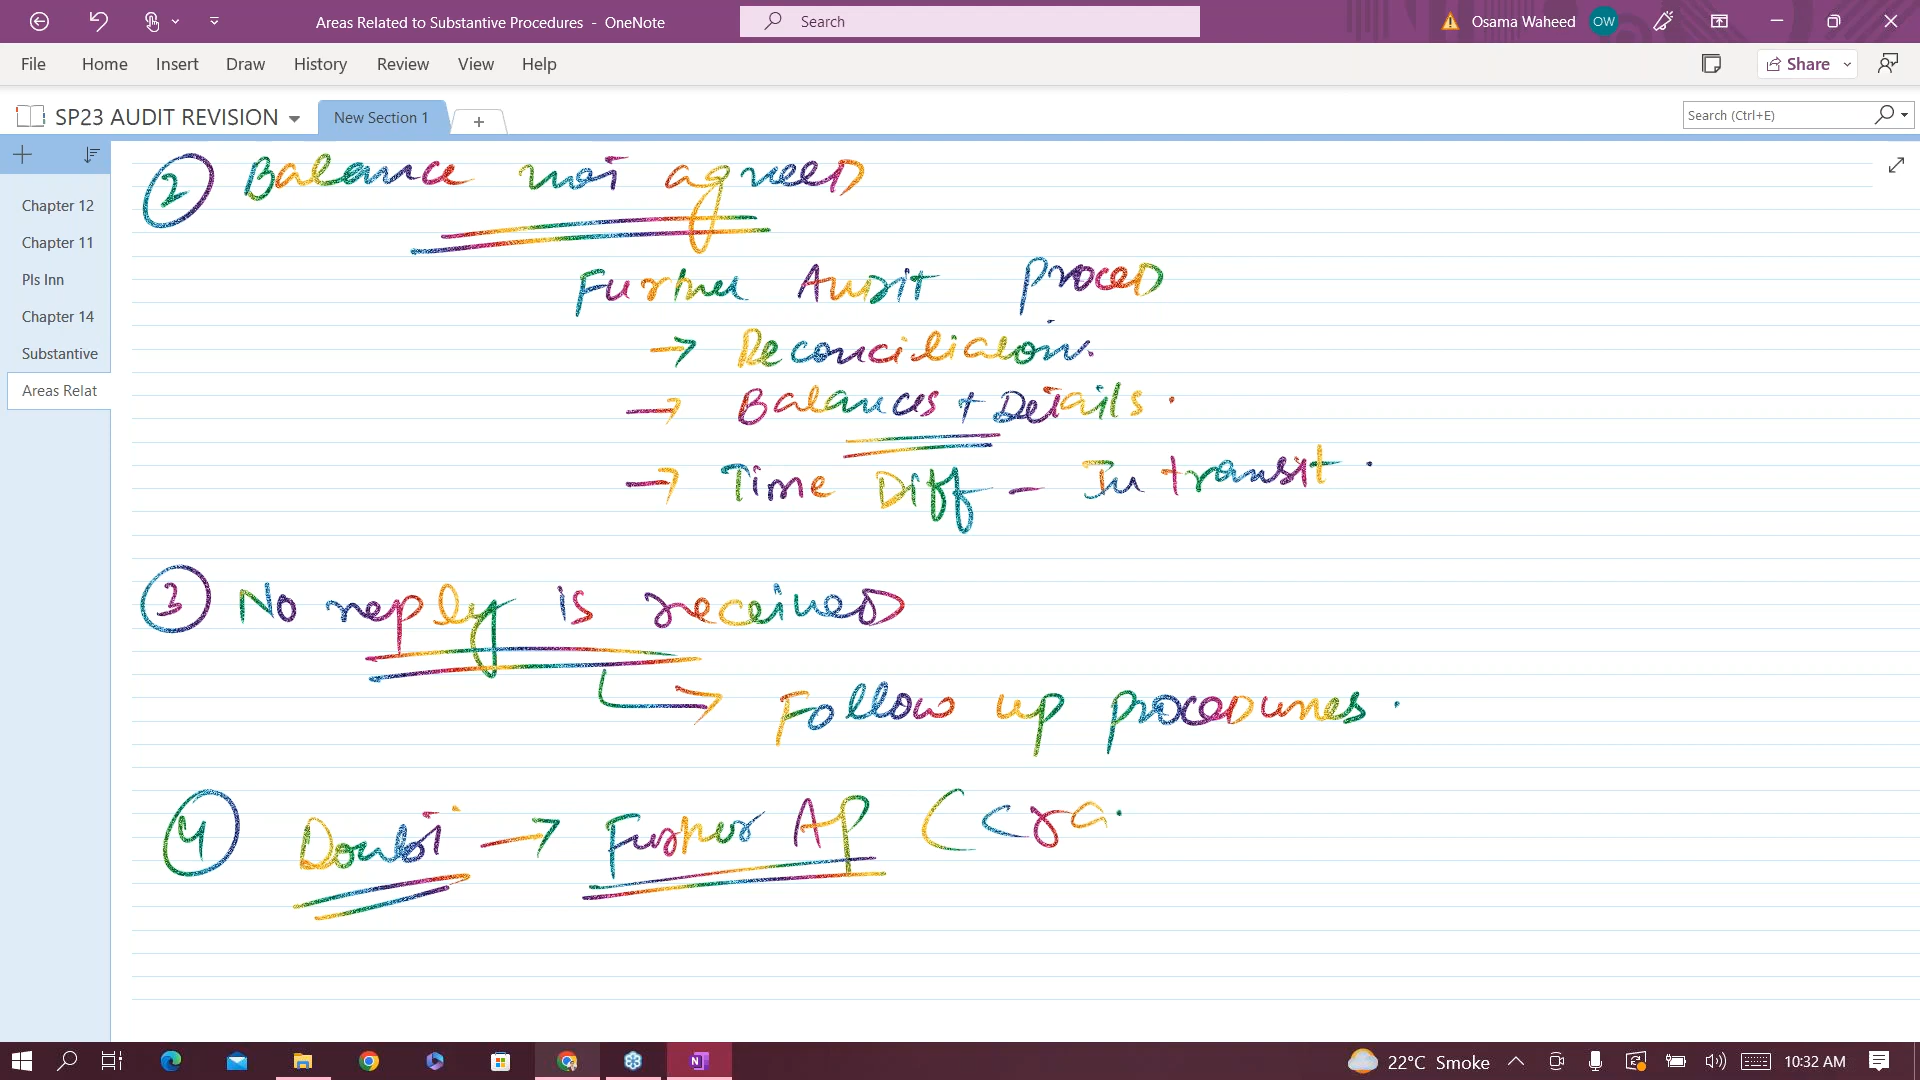 Areas Related to Substantive Procedures - OneNote
Search
Osama Waheed
OW
File Home Insert Draw History Review View Help
Share
SP23 AUDIT REVISION
New Section 1
Search (Ctrl+E)
Chapter 12
Chapter 11
Pls Inn
Chapter 14
Substantive
Areas Relat
② Balance not agreed
Further Audit Proced
→ Reconciliation.
→ Balances + Details.
→ Time Diff - In transit.
③ No reply is received
→ Follow up procedures.
④ Doubt → Further AP (
22°C Smoke
10:32 AM